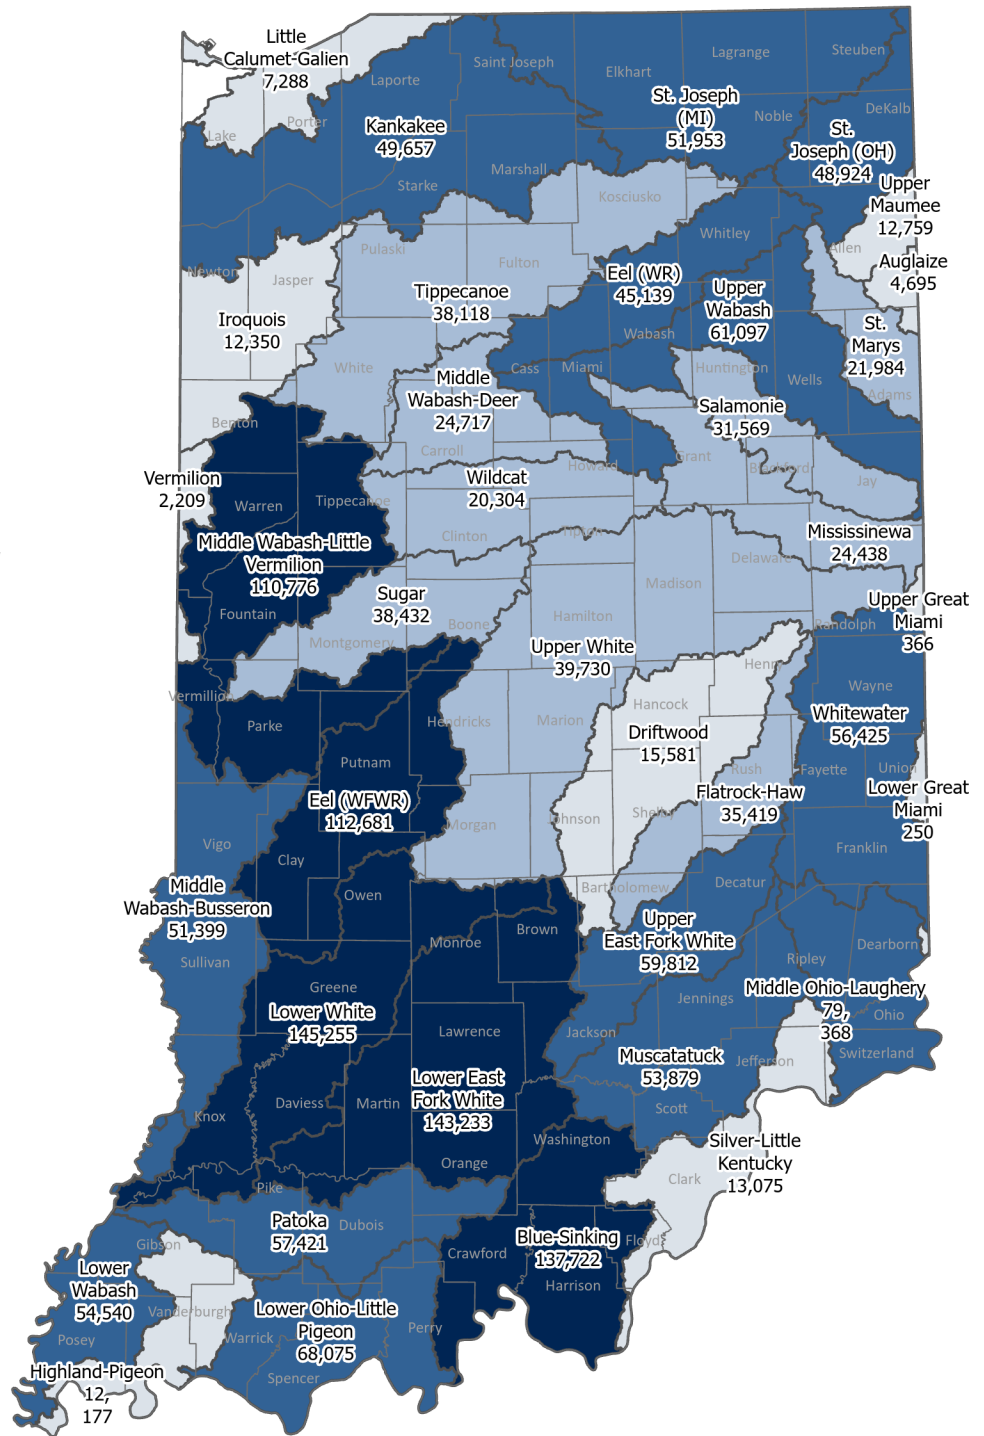 Little
Calumet-Galien
7,288
Lake
Porter
Laporte
Saint Joseph
Elkhart
Lagrange
Steuben
Kankakee
49,657
St. Joseph
(MI)
51,953
Noble
DeKalb
St.
Joseph (OH)
48,924
Starke
Marshall
Kosciusko
Upper
Maumee
12,759
Whitley
Allen
Auglaize
4,695
Newton
Jasper
Pulaski
Fulton
Eel (WR)
45,139
Upper
Wabash
61,097
Tippecanoe
38,118
Iroquois
12,350
St.
Marys
21,984
Wabash
White
Cass
Miami
Huntington
Wells
Adams
Middle
Wabash-Deer
24,717
Salamonie
31,569
Benton
Carroll
Howard
Grant
Blackford
Jay
Vermilion
2,209
Wildcat
20,304
Warren
Tippecanoe
Clinton
Tipton
Mississinewa
24,438
Delaware
Middle Wabash-Little
Vermilion
110,776
Madison
Sugar
38,432
Fountain
Boone
Hamilton
Randolph
Upper Great
Miami
366
Montgomery
Upper White
39,730
Henry
Vermillion
Wayne
Hancock
Parke
Hendricks
Marion
Driftwood
15,581
Whitewater
56,425
Putnam
Rush
Fayette
Union
Eel (WFWR)
112,681
Flatrock-Haw
35,419
Lower Great
Miami
250
Morgan
Johnson
Shelby
Vigo
Clay
Franklin
Middle
Wabash-Busseron
51,399
Owen
Bartholomew
Decatur
Upper
East Fork White
59,812
Monroe
Brown
Sullivan
Dearborn
Ripley
Greene
Lower White
145,255
Jennings
Middle Ohio-Laughery
79,
368
Ohio
Lawrence
Jackson
Muscatatuck
53,879
Jefferson
Switzerland
Lower East
Fork White
143,233
Knox
Daviess
Martin
Scott
Washington
Silver-Little
Kentucky
13,075
Orange
Clark
Pike
Patoka
57,421
Dubois
Gibson
Blue-Sinking
137,722
Floyd
Crawford
Lower
Wabash
54,540
Harrison
Vanderburgh
Lower Ohio-Little
Pigeon
68,075
Posey
Warrick
Perry
Highland-Pigeon
12,
177
Spencer